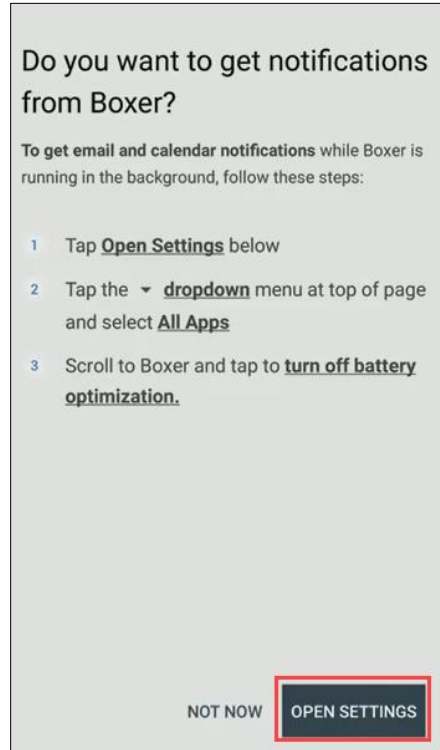 Do you want to get notifications
from Boxer?
To get email and calendar notifications while Boxer is
running in the background, follow these steps:
1 Tap Open Settings below
2 Tap the dropdown menu at top of page
and select All Apps
3 Scroll to Boxer and tap to turn off battery
optimization.
NOT NOW OPEN SETTINGS